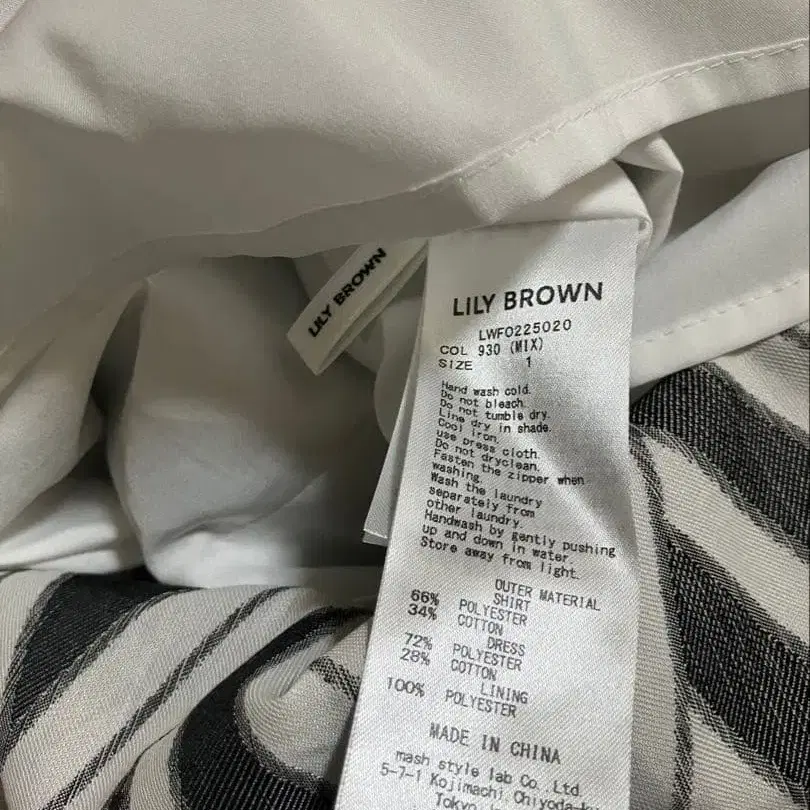 LILY BROWN
LILY BROWN
LWFO225020
COL 930 (MIX)
SIZE 1
Hand wash cold.
Do not bleach.
Do not tumble dry.
Line dry in shade.
Cool iron.
use press cloth.
Do not dryclean.
Fasten the zipper when
washing.
Wash the laundry
separately from
other laundry.
Handwash by gently pushing
up and down in water
Store away from light.
OUTER MATERIAL
SHIRT
66% POLYESTER
34% COTTON
DRESS
72% POLYESTER
28% COTTON
LINING
100% POLYESTER
MADE IN CHINA
mash style lab Co.,Ltd.
5-7-1 Kojimachi Chiyoda-k
Tokyo